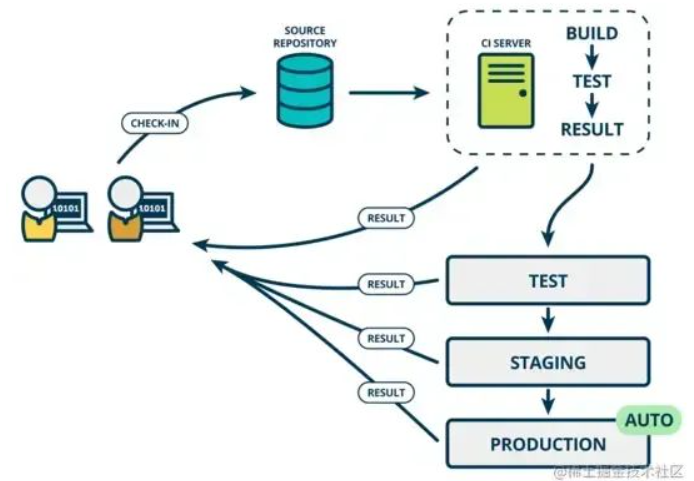 SOURCE
REPOSITORY
CI SERVER
BUILD
TEST
RESULT
CHECK-IN
10101
10101
RESULT
RESULT
TEST
RESULT
STAGING
RESULT
AUTO
PRODUCTION
@稀土掘金技术社区